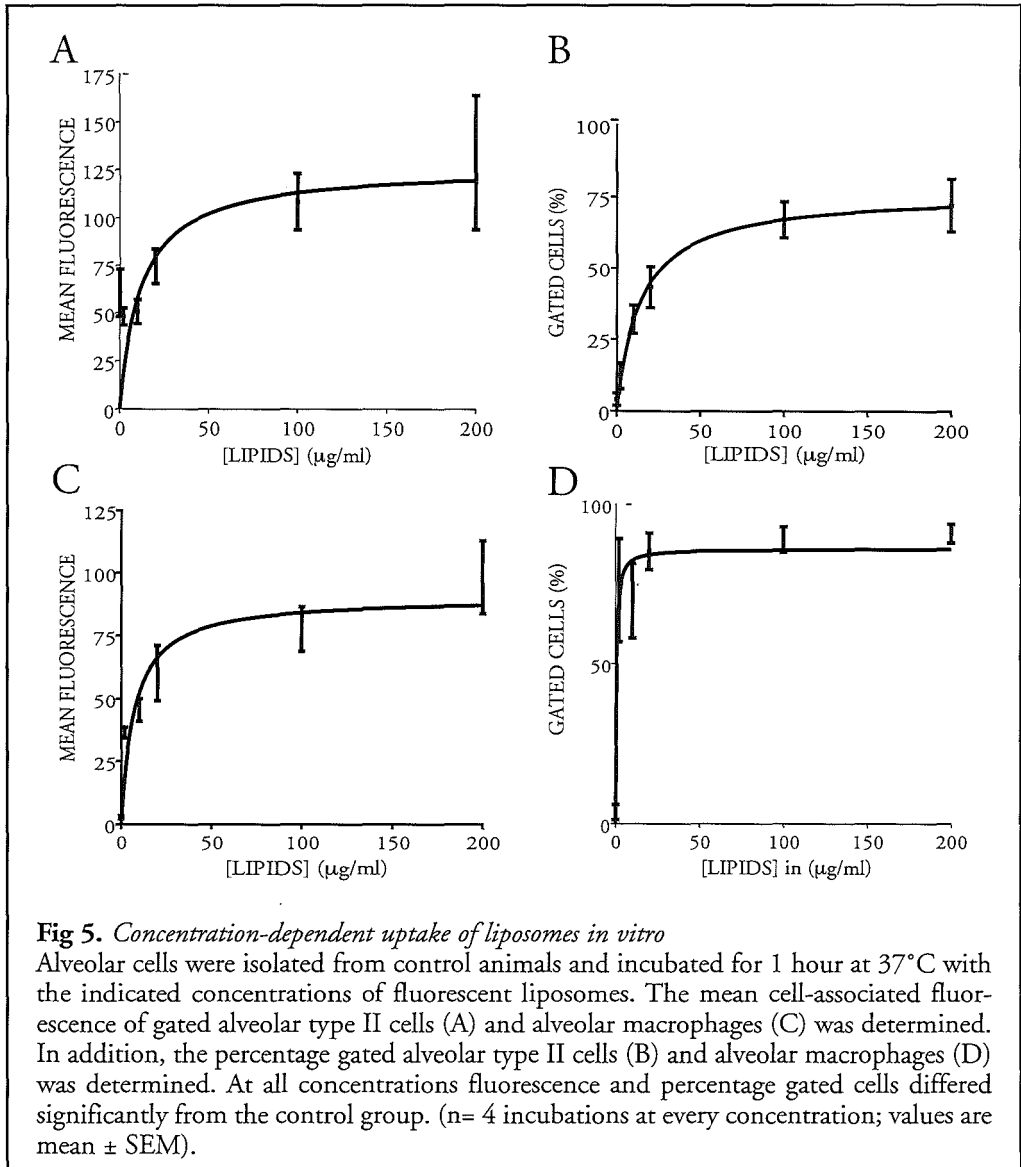 A
175
150
125
100
75
50
25
0
MEAN FLUORESCENCE
0 50 100 150 200
[LIPIDS] (µg/ml)
B
100
75
50
25
0
GATED CELLS (%)
0 50 100 150 200
[LIPIDS] (µg/ml)
C
125
100
75
50
25
0
MEAN FLUORESCENCE
0 50 100 150 200
[LIPIDS] (µg/ml)
D
100
50
0
GATED CELLS (%)
0 50 100 150 200
[LIPIDS] in (µg/ml)
Fig 5. Concentration-dependent uptake of liposomes in vitro
Alveolar cells were isolated from control animals and incubated for 1 hour at 37°C with
the indicated concentrations of fluorescent liposomes. The mean cell-associated fluor-
escence of gated alveolar type II cells (A) and alveolar macrophages (C) was determined.
In addition, the percentage gated alveolar type II cells (B) and alveolar macrophages (D)
was determined. At all concentrations fluorescence and percentage gated cells differed
significantly from the control group. (n= 4 incubations at every concentration; values are
mean ± SEM).